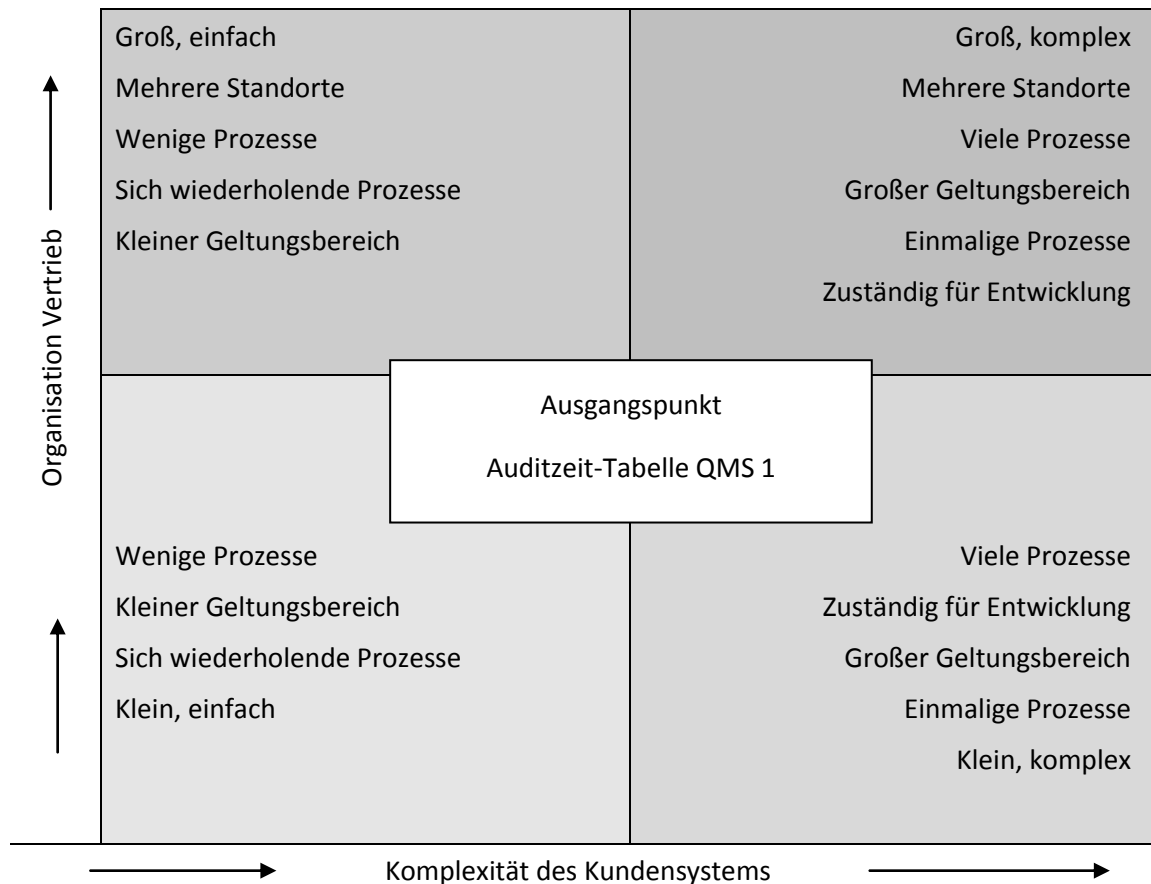 Groß, einfach
Mehrere Standorte
Wenige Prozesse
Sich wiederholende Prozesse
Kleiner Geltungsbereich
Groß, komplex
Mehrere Standorte
Viele Prozesse
Großer Geltungsbereich
Einmalige Prozesse
Zuständig für Entwicklung
Organisation Vertrieb
Ausgangspunkt
Auditzeit-Tabelle QMS 1
Wenige Prozesse
Kleiner Geltungsbereich
Sich wiederholende Prozesse
Klein, einfach
Viele Prozesse
Zuständig für Entwicklung
Großer Geltungsbereich
Einmalige Prozesse
Klein, komplex
Komplexität des Kundensystems